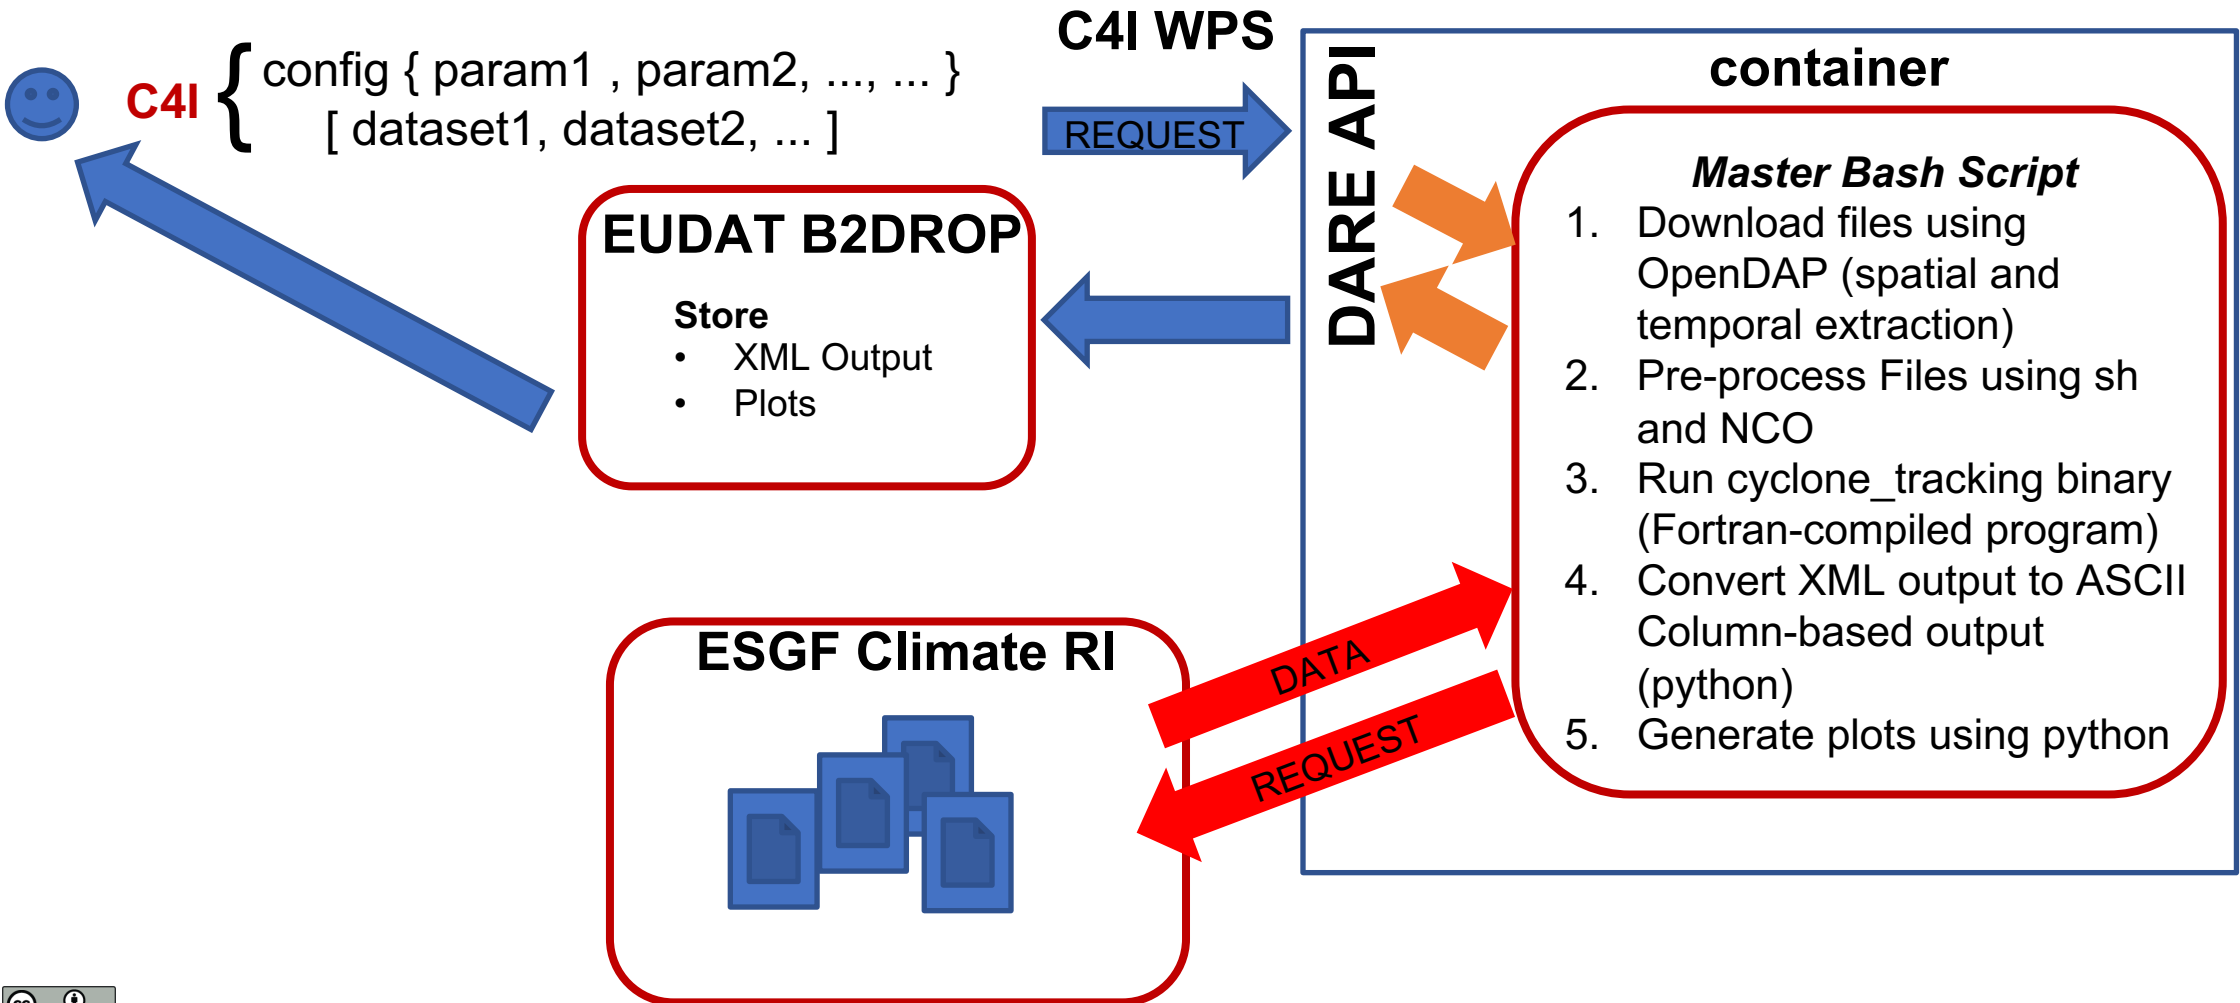 C4I WPS
C4I { config { param1 , param2, ..., ... }
[ dataset1, dataset2, ... ]
REQUEST
DARE API
container
EUDAT B2DROP
Store
• XML Output
• Plots
Master Bash Script
1. Download files using
OpenDAP (spatial and
temporal extraction)
2. Pre-process Files using sh
and NCO
3. Run cyclone_tracking binary
(Fortran-compiled program)
4. Convert XML output to ASCII
Column-based output
(python)
5. Generate plots using python
ESGF Climate RI
DATA
REQUEST